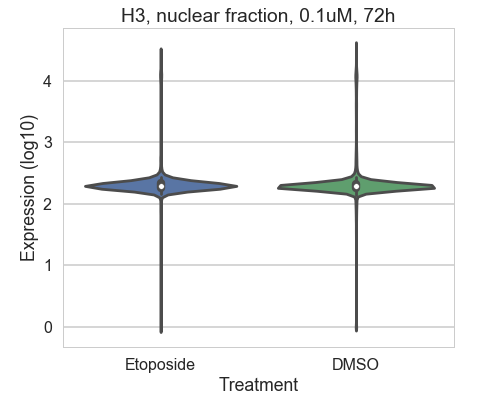 H3, nuclear fraction, 0.1uM, 72h
Expression (log10)
4
3
2
1
0
Etoposide DMSO
Treatment